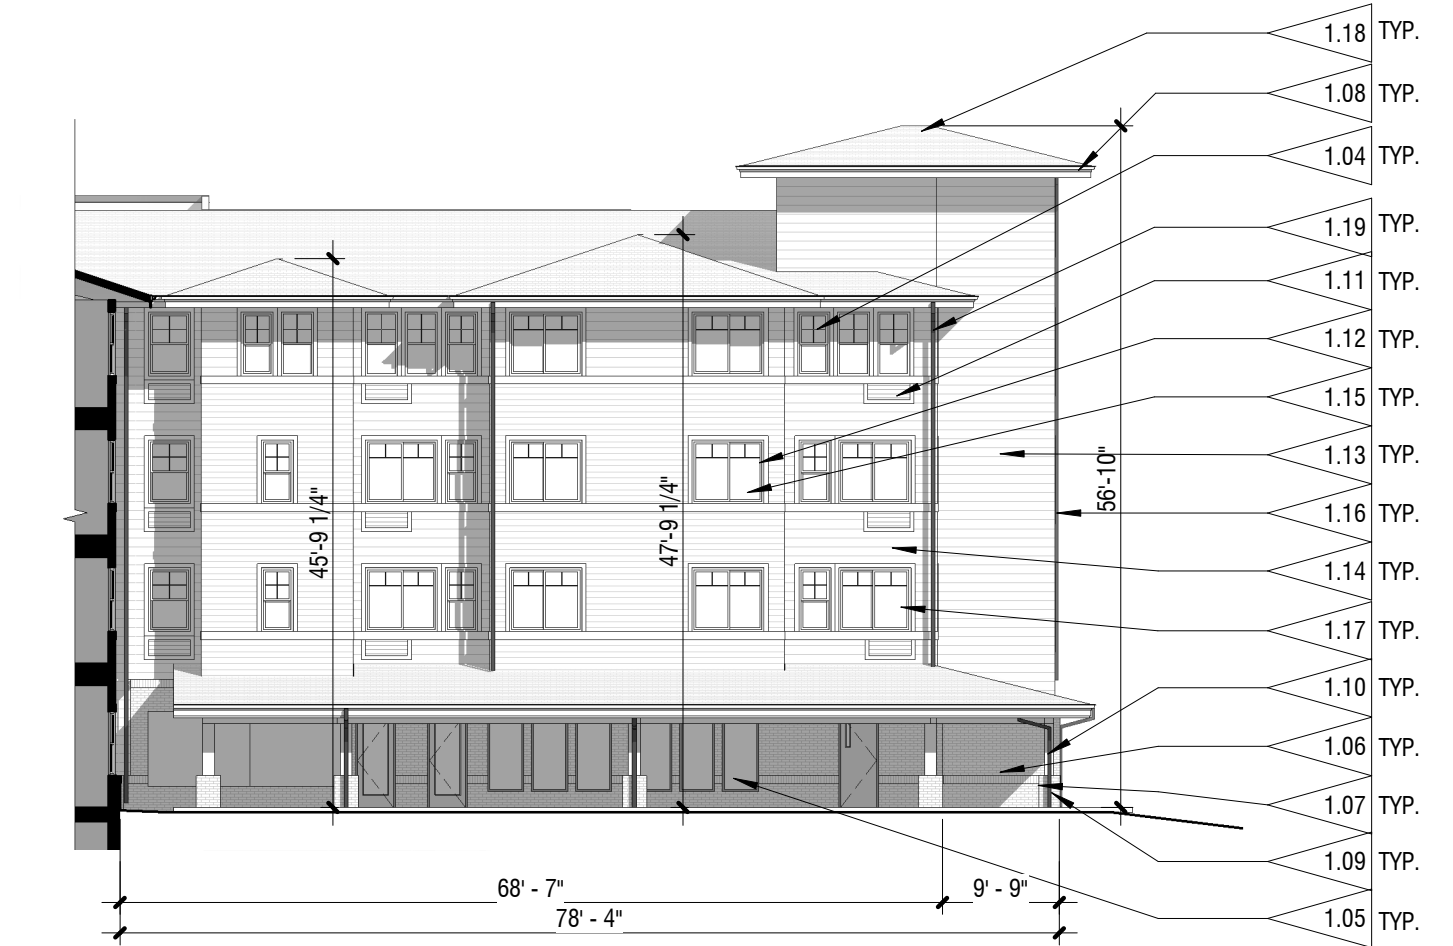 1.18 TYP.
1.08 TYP.
1.04 TYP.
1.19 TYP.
1.11 TYP.
1.12 TYP.
1.15 TYP.
1.13 TYP.
1.16 TYP.
1.14 TYP.
1.17 TYP.
1.10 TYP.
1.06 TYP.
1.07 TYP.
1.09 TYP.
1.05 TYP.
45'-9 1/4"
47'-9 1/4"
56'-10"
68' - 7"
9' - 9"
78' - 4"